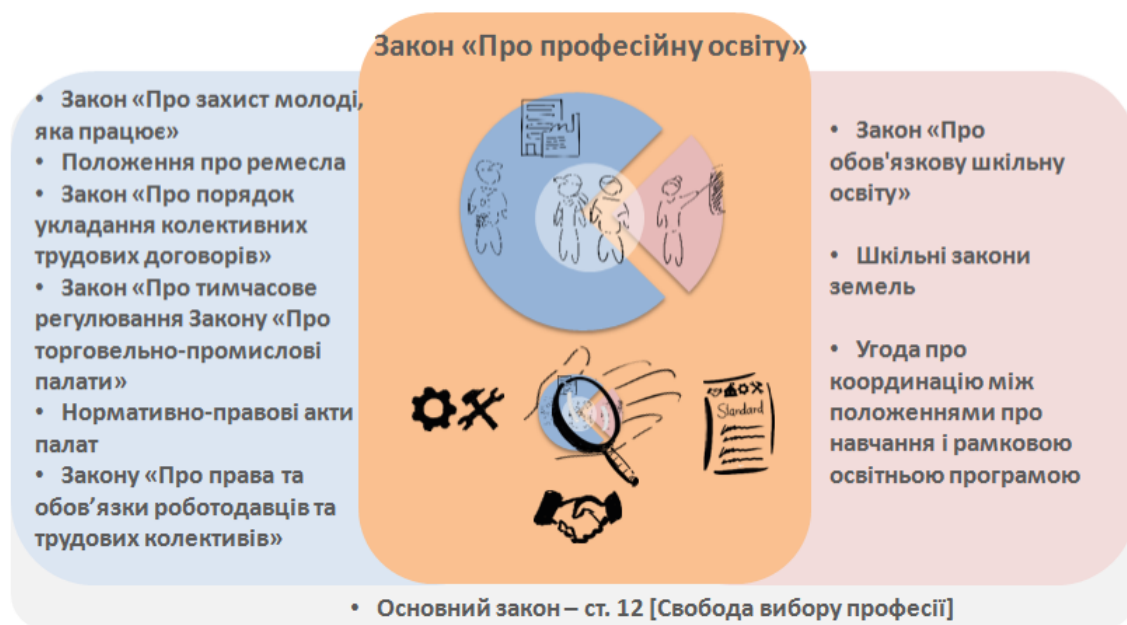 Закон «Про професійну освіту»
• Закон «Про захист молоді,
яка працює»
• Положення про ремесла
• Закон «Про порядок
укладання колективних
трудових договорів»
• Закон «Про тимчасове
регулювання Закону «Про
торговельно-промислові
палати»
• Нормативно-правові акти
палат
• Закону «Про права та
обов’язки роботодавців та
трудових колективів»
Standard
• Закон «Про
обов'язкову шкільну
освіту»
• Шкільні закони
земель
• Угода про
координацію між
положеннями про
навчання і рамковою
освітньою програмою
• Основний закон – ст. 12 [Свобода вибору професії]